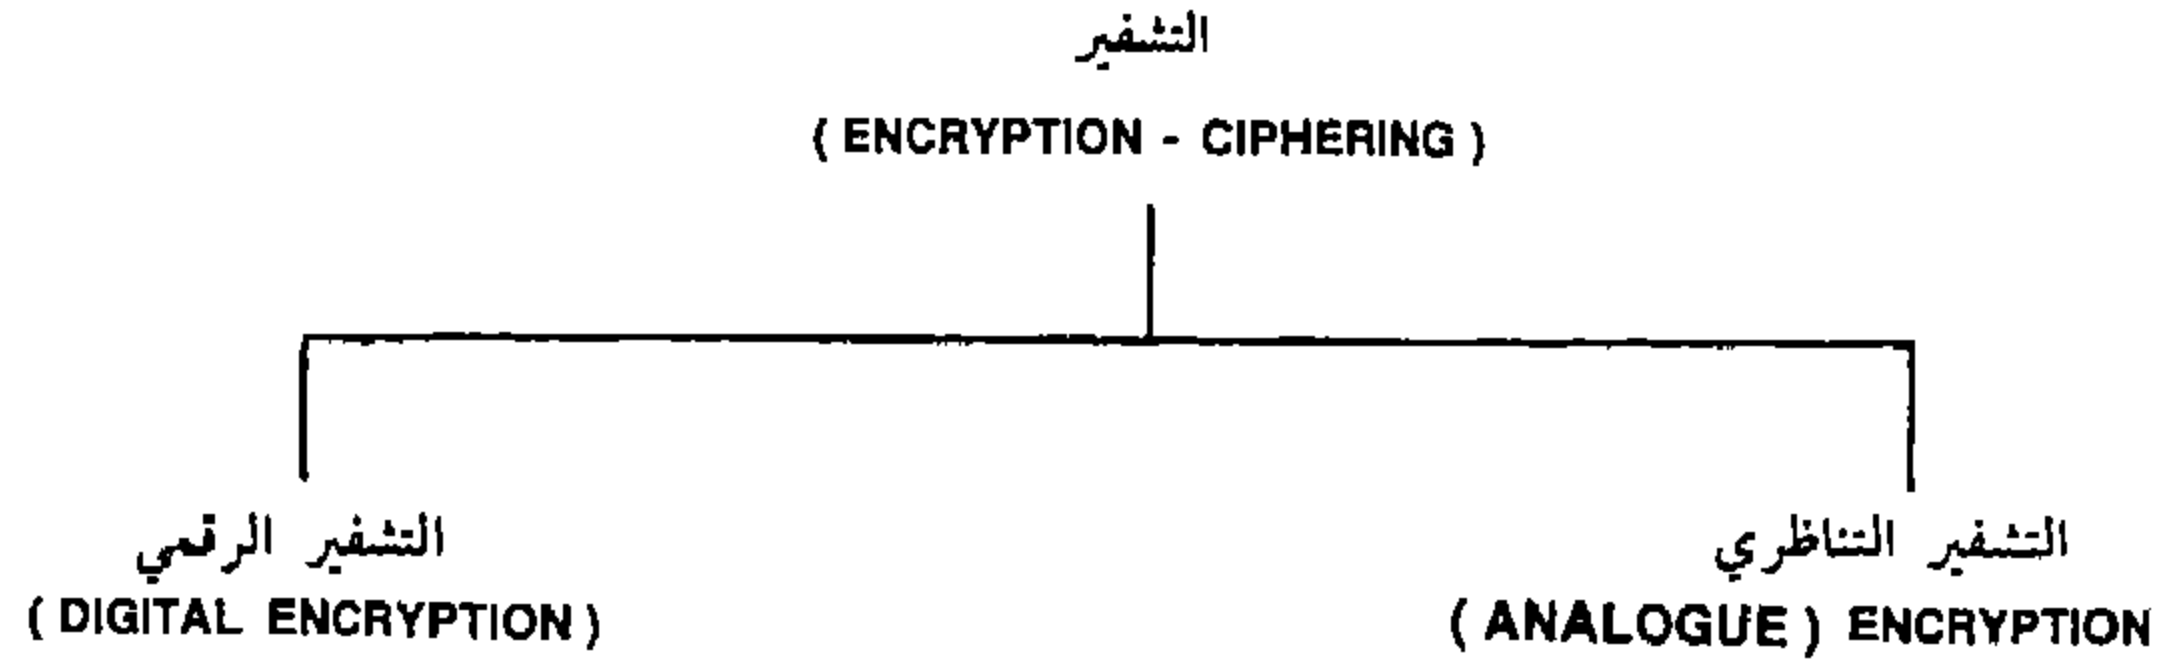 التشفير
( ENCRYPTION - CIPHERING )
التشفير التناظري
( ANALOGUE ) ENCRYPTION
التشفير الرقمي
( DIGITAL ENCRYPTION )